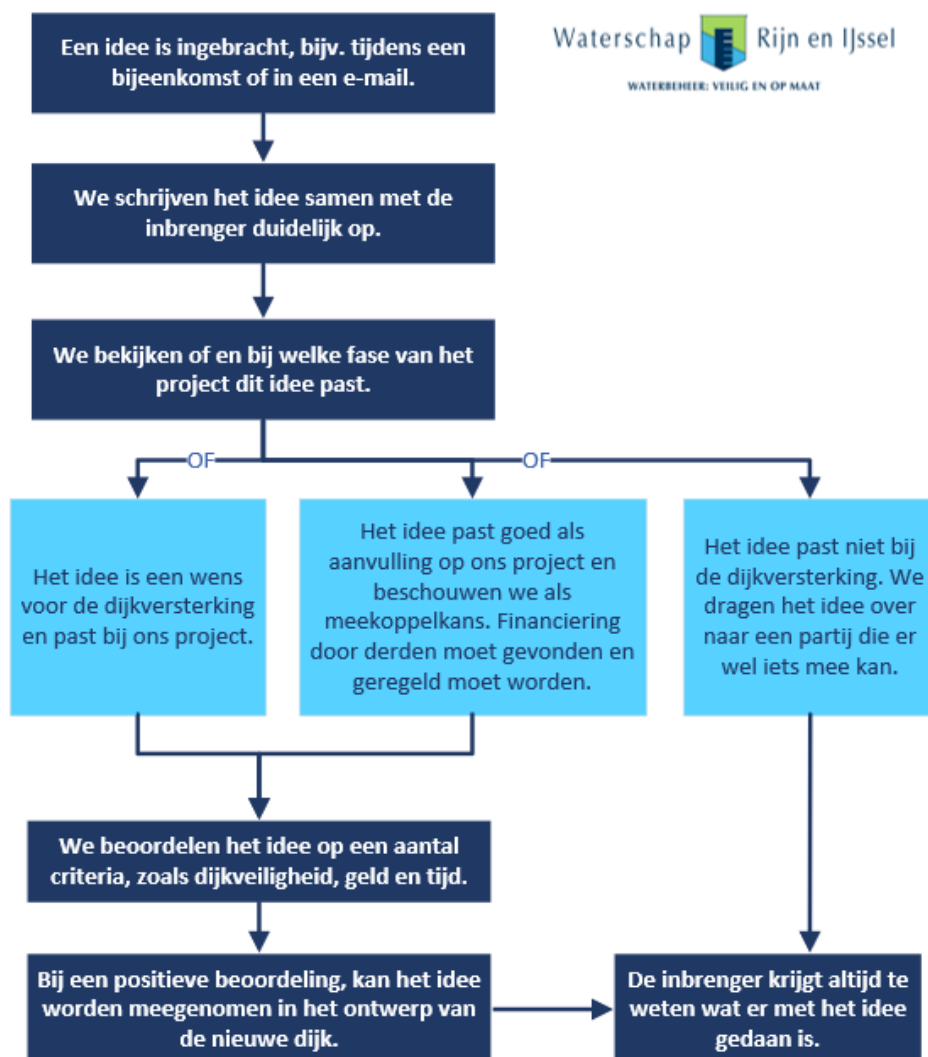 Een idee is ingebracht, bijv. tijdens een
bijeenkomst of in een e-mail.
Waterschap Rijn en IJssel
WATERBEHEER: VEILIG EN OP MAAT
We schrijven het idee samen met de
inbrenger duidelijk op.
We bekijken of en bij welke fase van het
project dit idee past.
OF
OF
Het idee is een wens
voor de dijkversterking
en past bij ons project.
Het idee past goed als
aanvulling op ons project en
beschouwen we als
meekoppelkans. Financiering
door derden moet gevonden en
geregeld moet worden.
Het idee past niet bij
de dijkversterking. We
dragen het idee over
naar een partij die er
wel iets mee kan.
We beoordelen het idee op een aantal
criteria, zoals dijkveiligheid, geld en tijd.
Bij een positieve beoordeling, kan het idee
worden meegenomen in het ontwerp van
de nieuwe dijk.
De inbrenger krijgt altijd te
weten wat er met het idee
gedaan is.